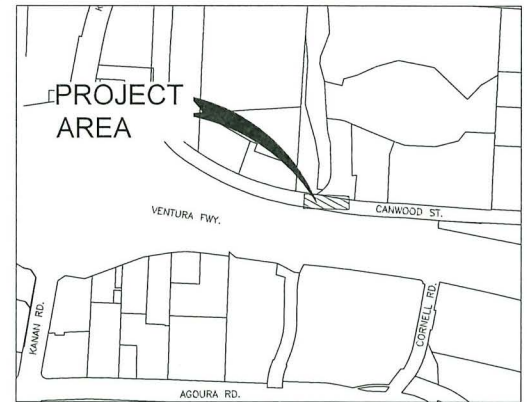 PROJECT
AREA
VENTURA FWY.
CANWOOD ST.
KANAN RD.
CORNELL RD.
AGOURA RD.